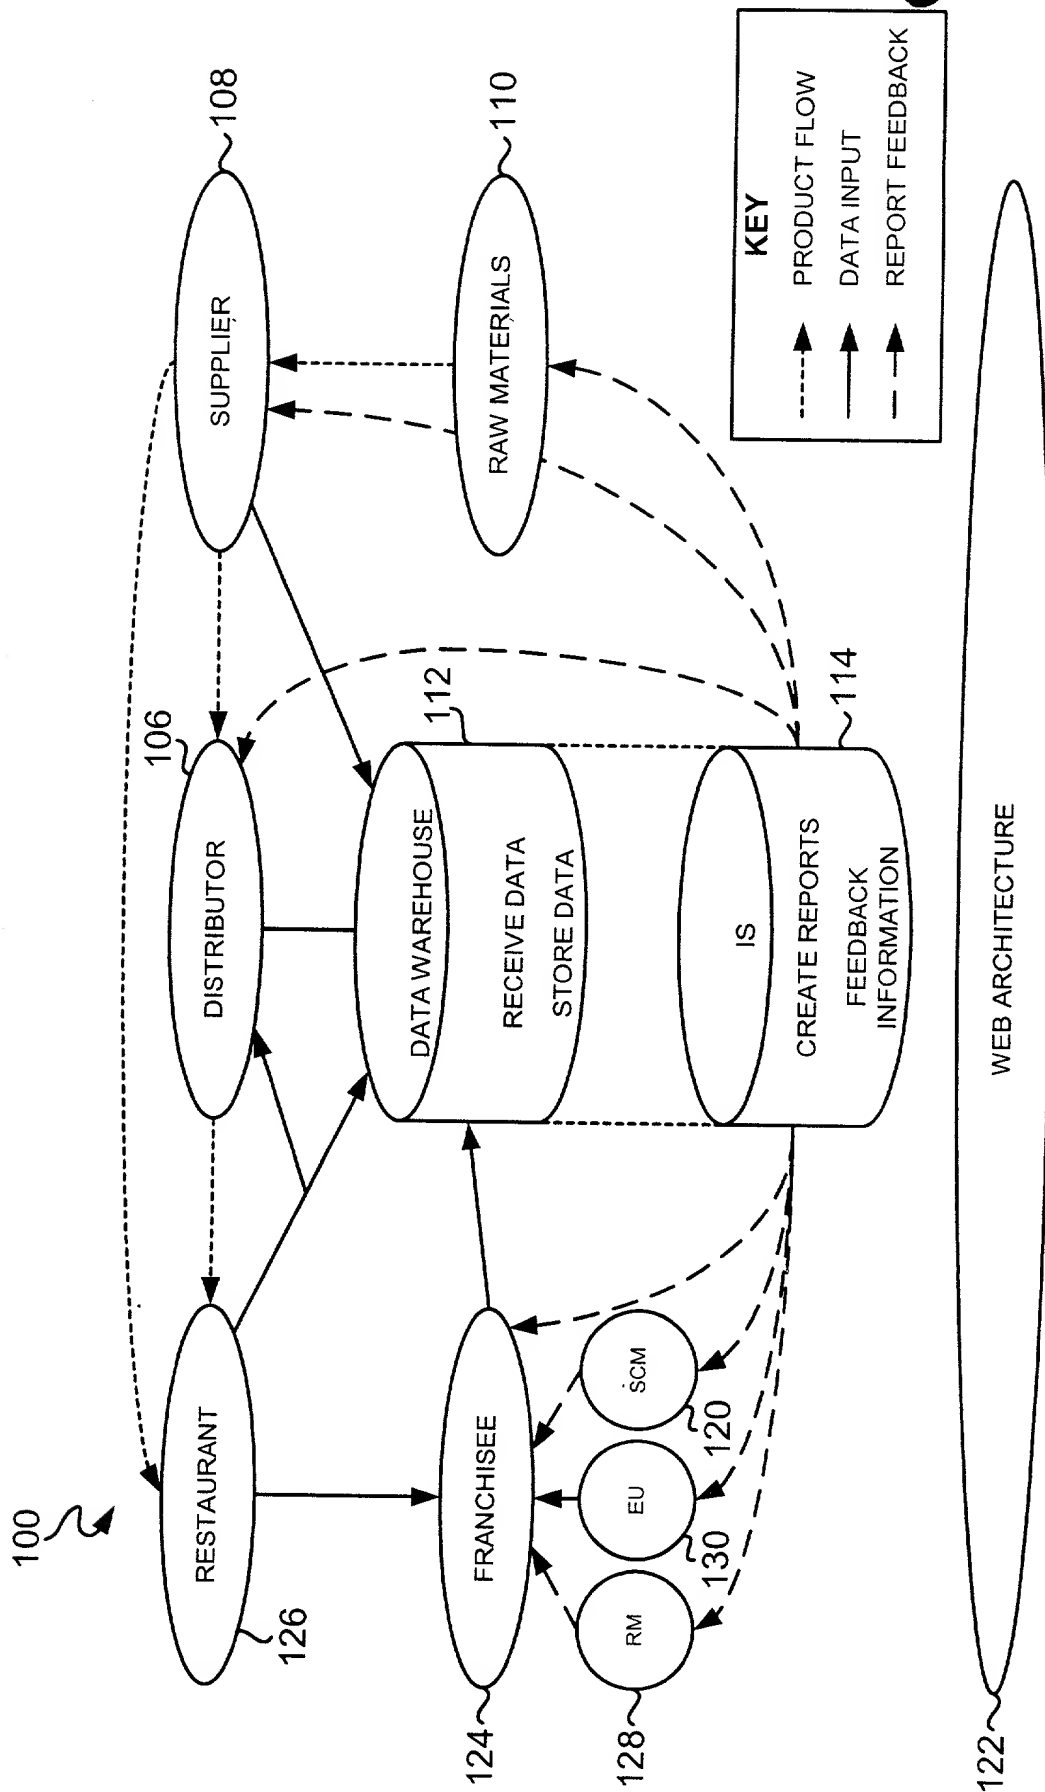 100
RESTAURANT
126
DISTRIBUTOR
106
SUPPLIER
108
124
FRANCHISEE
DATA WAREHOUSE
RECEIVE DATA
STORE DATA
112
RAW MATERIALS
110
128
RM
EU
130
SCM
120
IS
CREATE REPORTS
FEEDBACK
INFORMATION
114
KEY
PRODUCT FLOW
DATA INPUT
REPORT FEEDBACK
122
WEB ARCHITECTURE